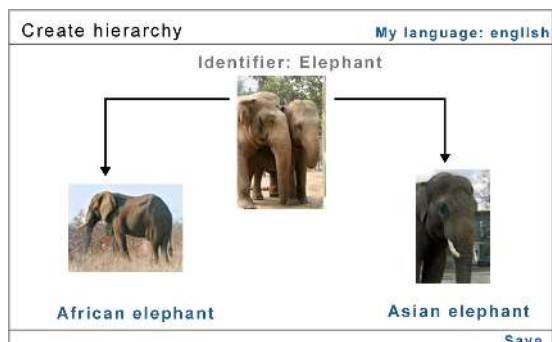 Create hierarchy
My language: english
Identifier: Elephant
African elephant
Asian elephant
Save